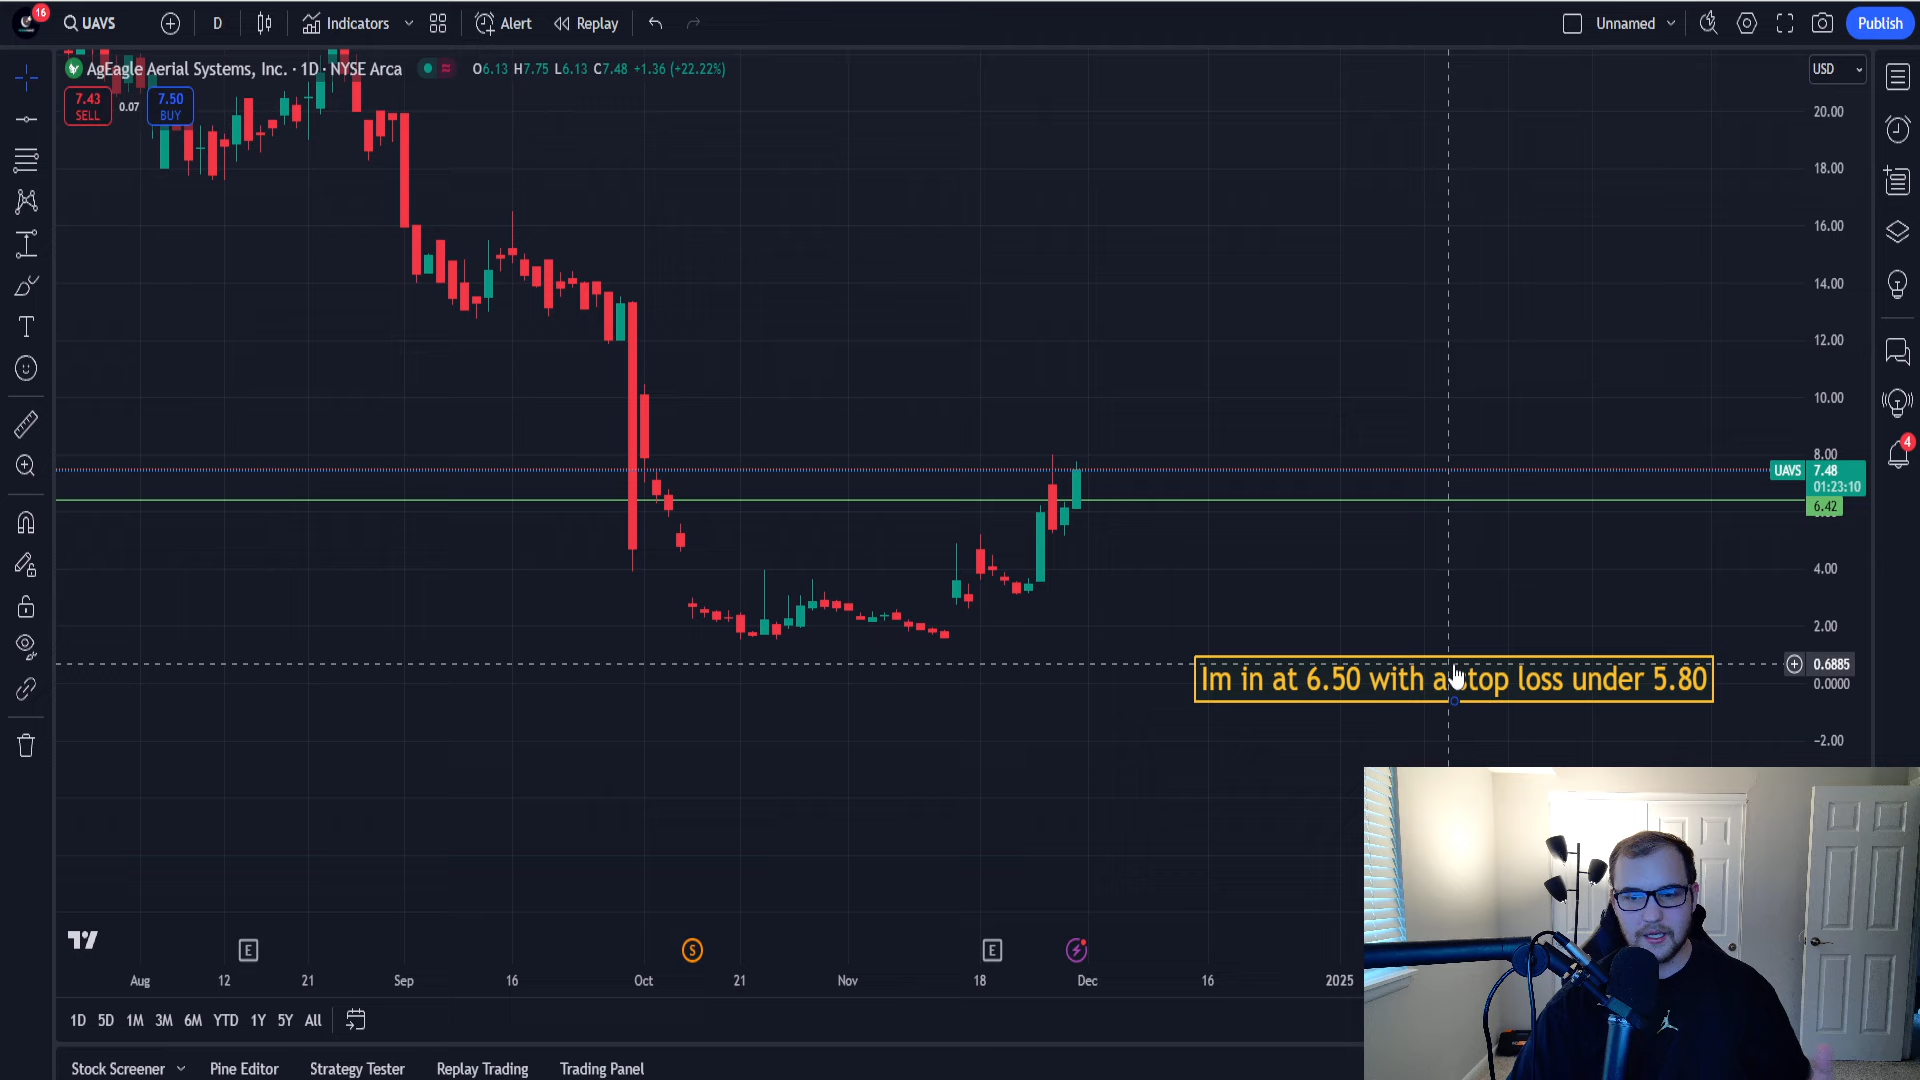 16
UAVS
D
Indicators
Alert
Replay
Unnamed
Publish
AgEagle Aerial Systems, Inc. · 1D · NYSE Arca
O6.13 H7.75 L6.13 C7.48 +1.36 (+22.22%)
USD
7.43
SELL
0.07
7.50
BUY
20.00
18.00
16.00
14.00
12.00
10.00
8.00
UAVS
7.48
01:23:10
6.42
4.00
2.00
0.6885
0.0000
−2.00
4
Im in at 6.50 with a stop loss under 5.80
E
S
E
Aug
12
21
Sep
16
Oct
21
Nov
18
Dec
16
2025
1D 5D 1M 3M 6M YTD 1Y 5Y All
Stock Screener
Pine Editor
Strategy Tester
Replay Trading
Trading Panel